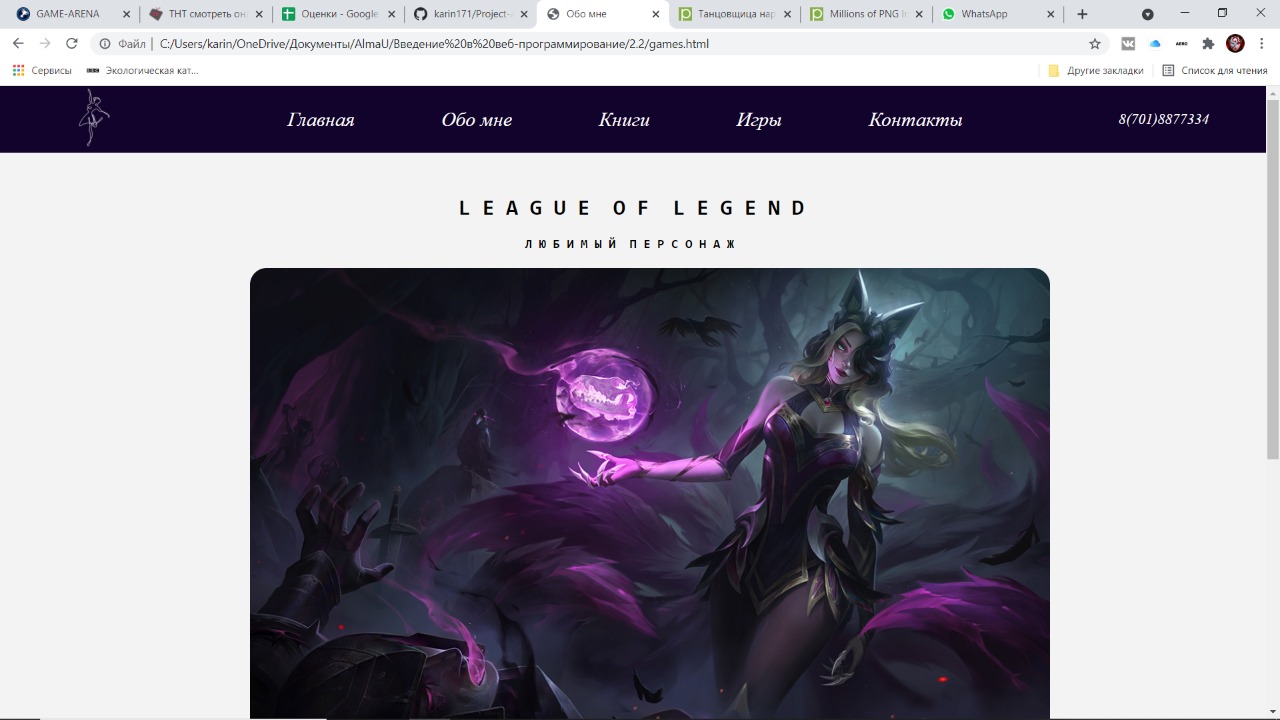 GAME-ARENA
ТНТ смотреть он
Оценки - Google
karin171/Project-
Обо мне
Танцовщица нар
Millions of PNG I
WhatsApp
Файл | C:/Users/karin/OneDrive/Документы/AlmaU/Введение%20в%20веб-программирование/2.2/games.html
Сервисы
Экологическая кат...
Другие закладки
Список для чтения
Главная
Обо мне
Книги
Игры
Контакты
8(701)8877334
LEAGUE OF LEGEND
ЛЮБИМЫЙ ПЕРСОНАЖ